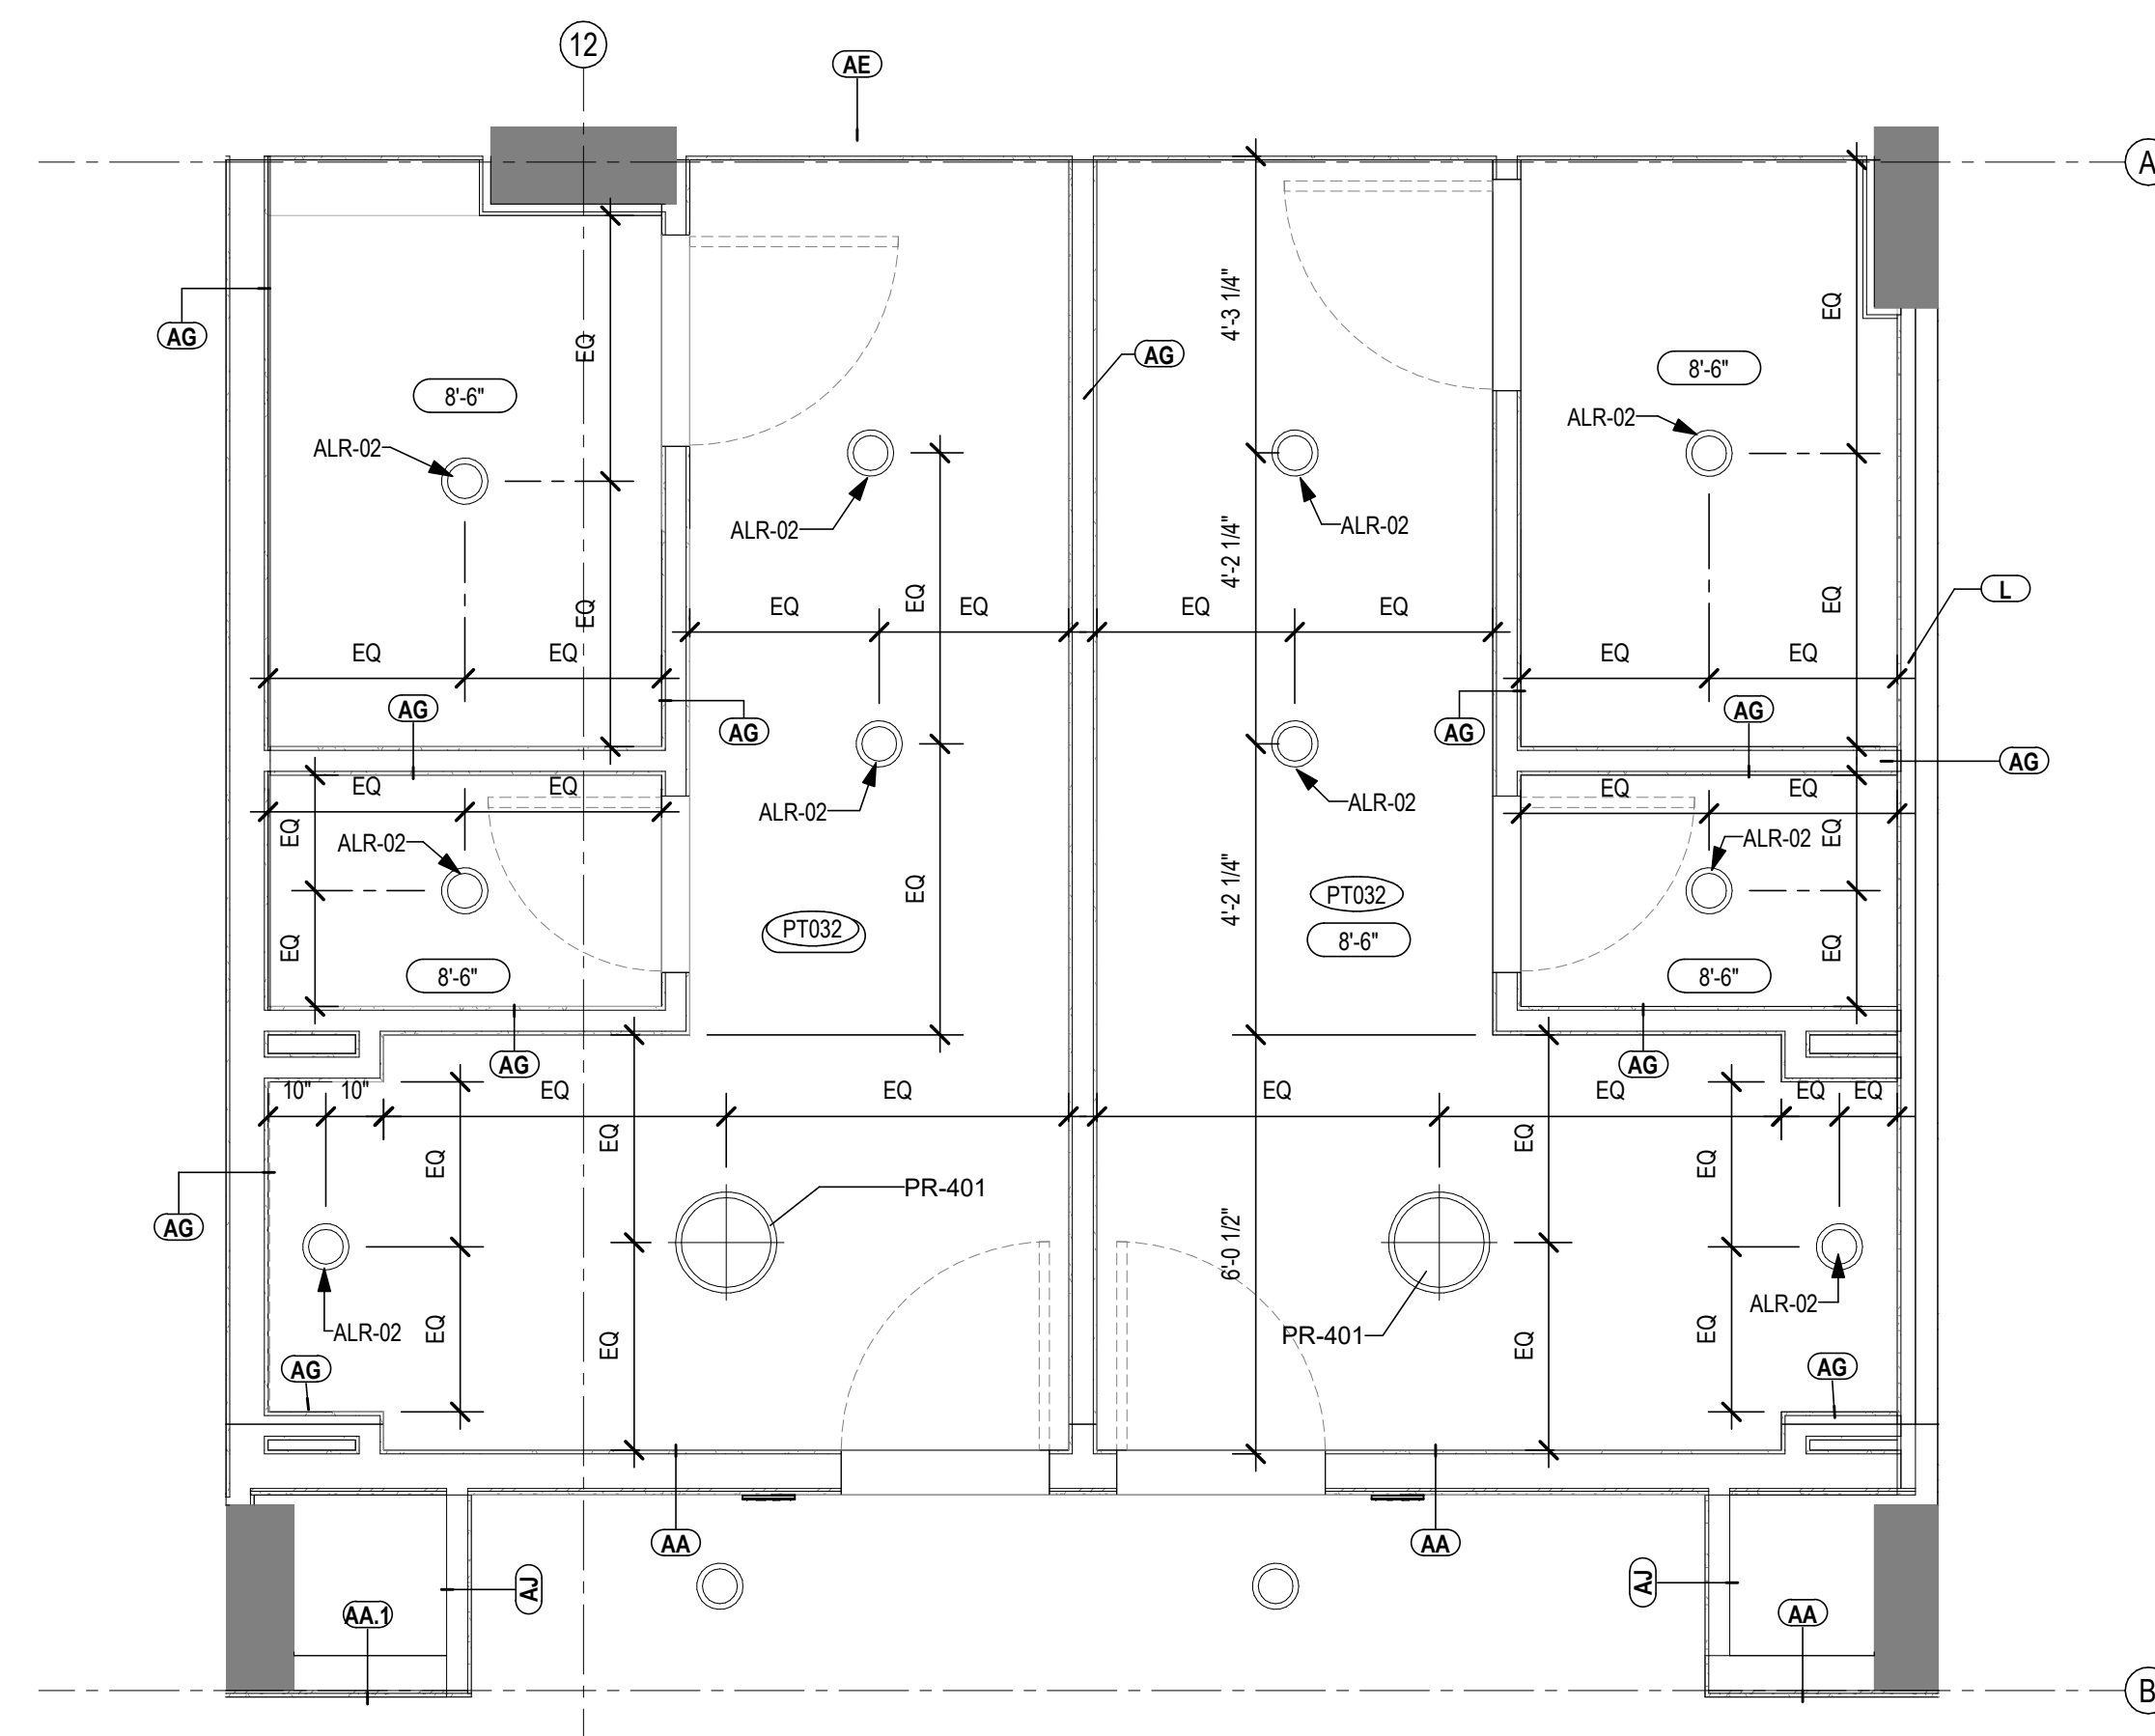 12
AE
A
AG
4'-3 1/4"
EQ
EQ
AG
8'-6"
8'-6"
ALR-02
ALR-02
ALR-02
ALR-02
4'-2 1/4"
L
EQ
EQ
EQ
EQ
EQ
EQ
EQ
EQ
EQ
EQ
EQ
AG
AG
AG
AG
AG
EQ
EQ
EQ
EQ
ALR-02
ALR-02
EQ
ALR-02
ALR-02
EQ
EQ
4'-2 1/4"
PT032
PT032
8'-6"
EQ
EQ
8'-6"
8'-6"
AG
AG
10"
10"
EQ
EQ
EQ
EQ
EQ
EQ
EQ
EQ
EQ
EQ
PR-401
AG
6'-0 1/2"
ALR-02
ALR-02
EQ
EQ
EQ
EQ
PR-401
AG
AG
AA
AA
AJ
AJ
AA.1
AA
B